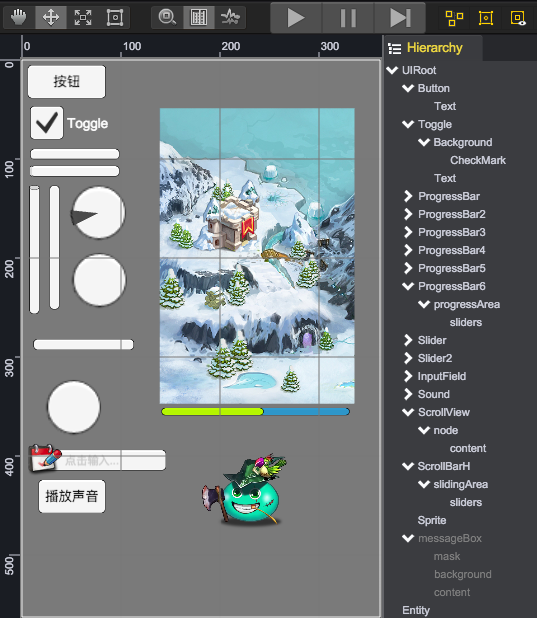 Hierarchy
0
100
200
300
0
100
200
300
400
500
按钮
Toggle
点击输入...
播放声音
UIRoot
Button
Text
Toggle
Background
CheckMark
Text
ProgressBar
ProgressBar2
ProgressBar3
ProgressBar4
ProgressBar5
ProgressBar6
progressArea
sliders
Slider
Slider2
InputField
Sound
ScrollView
node
content
ScrollBarH
slidingArea
sliders
Sprite
messageBox
mask
background
content
Entity